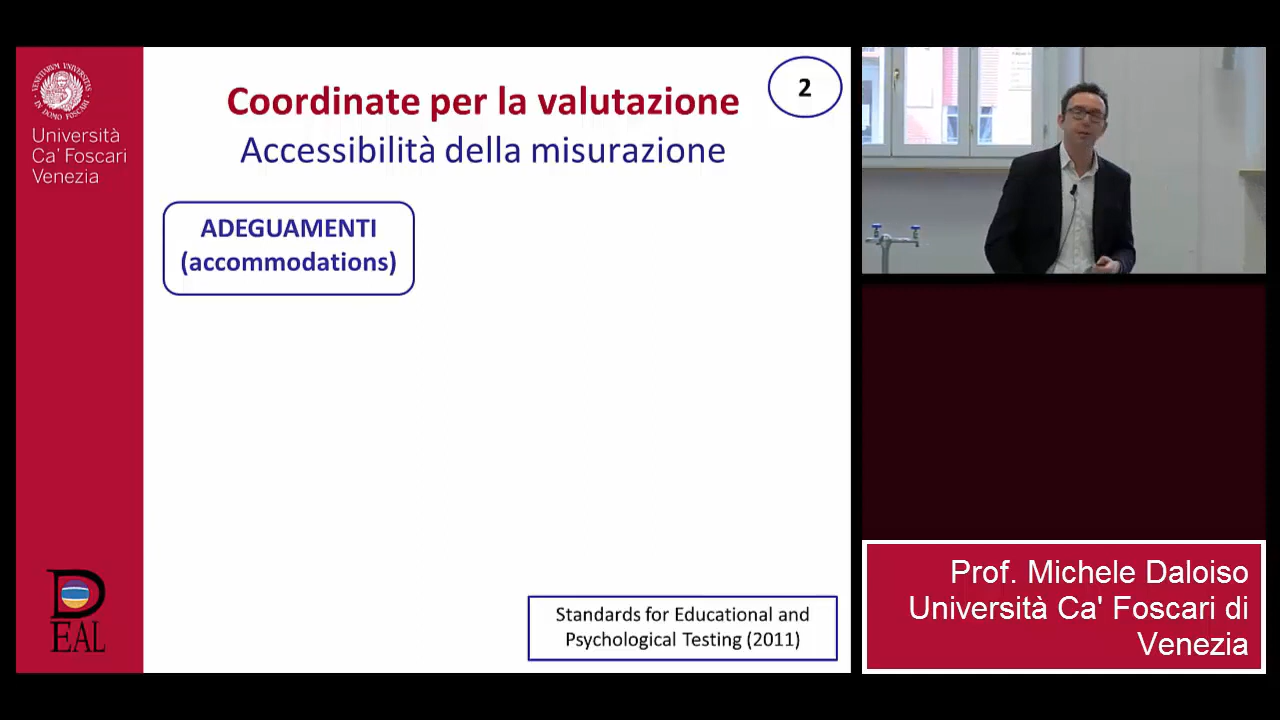 Università
Ca' Foscari
Venezia
Coordinate per la valutazione
Accessibilità della misurazione
2
ADEGUAMENTI
(accommodations)
Standards for Educational and
Psychological Testing (2011)
DEAL
Prof. Michele Daloiso
Università Ca' Foscari di
Venezia